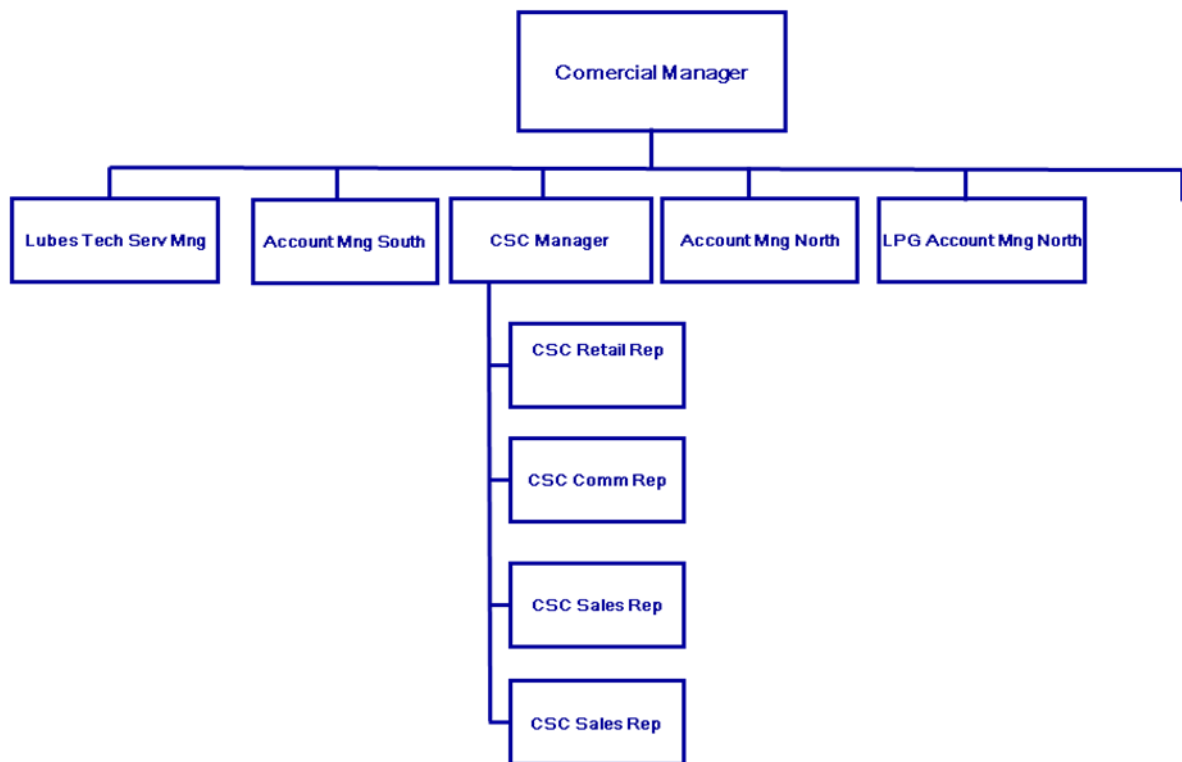 Comercial Manager
Lubes Tech Serv Mng
Account Mng South
CSC Manager
Account Mng North
LPG Account Mng North
CSC Retail Rep
CSC Comm Rep
CSC Sales Rep
CSC Sales Rep